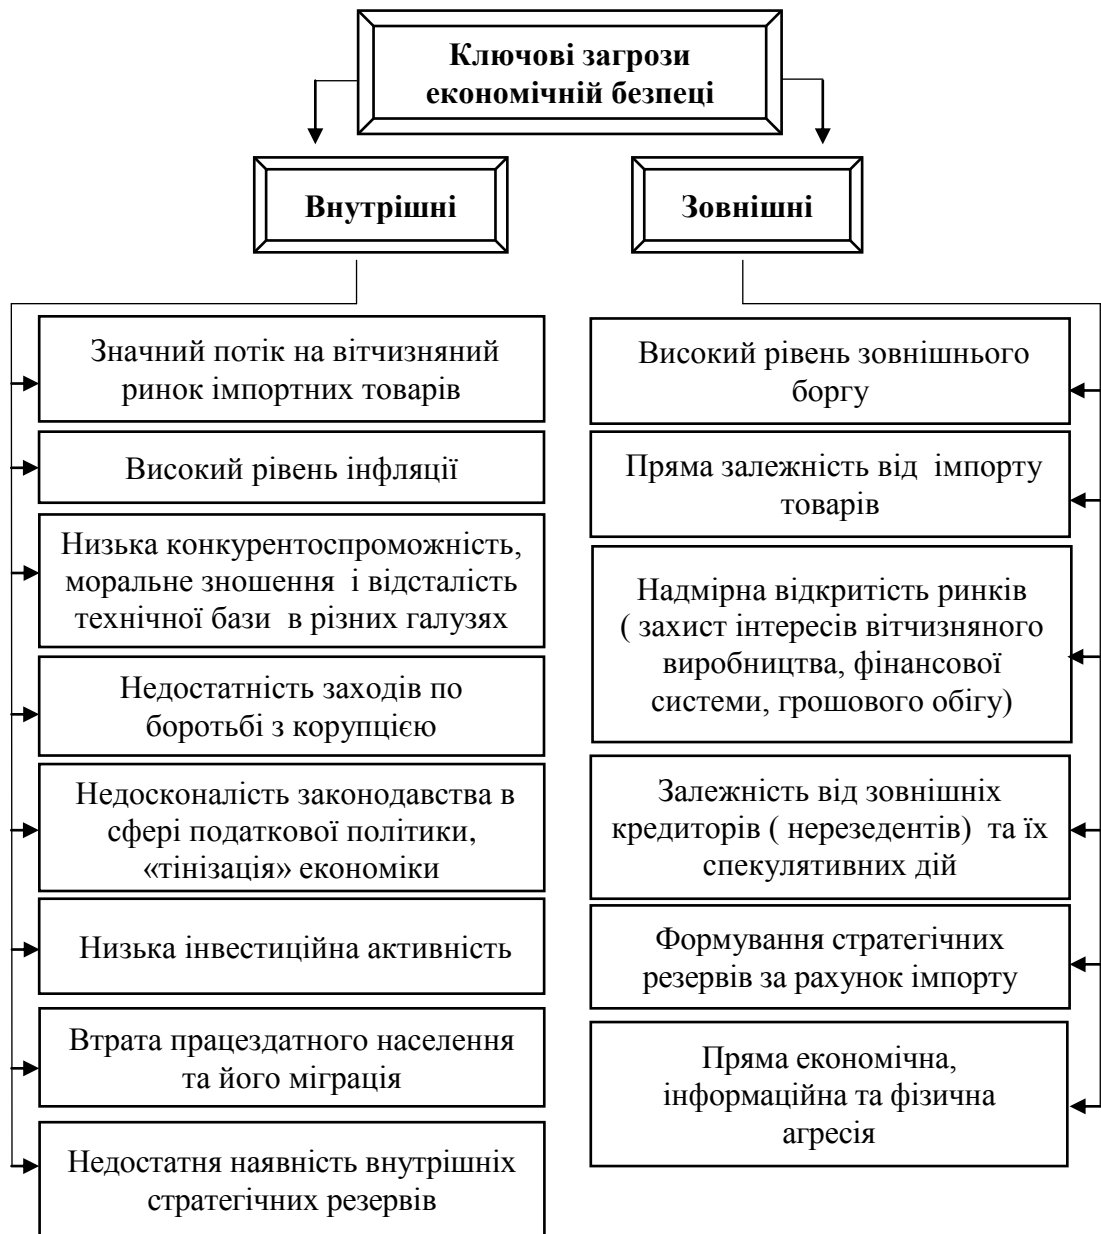 Ключові загрози
економічній безпеці
Внутрішні
Зовнішні
Значний потік на вітчизняний
ринок імпортних товарів
Високий рівень інфляції
Низька конкурентоспроможність,
моральне зношення і відсталість
технічної бази в різних галузях
Недостатність заходів по
боротьбі з корупцією
Недосконалість законодавства в
сфері податкової політики,
«тінізація» економіки
Низька інвестиційна активність
Втрата працездатного населення
та його міграція
Недостатня наявність внутрішніх
стратегічних резервів
Високий рівень зовнішнього
боргу
Пряма залежність від імпорту
товарів
Надмірна відкритість ринків
( захист інтересів вітчизняного
виробництва, фінансової
системи, грошового обігу)
Залежність від зовнішніх
кредиторів ( нерезедентів) та їх
спекулятивних дій
Формування стратегічних
резервів за рахунок імпорту
Пряма економічна,
інформаційна та фізична
агресія